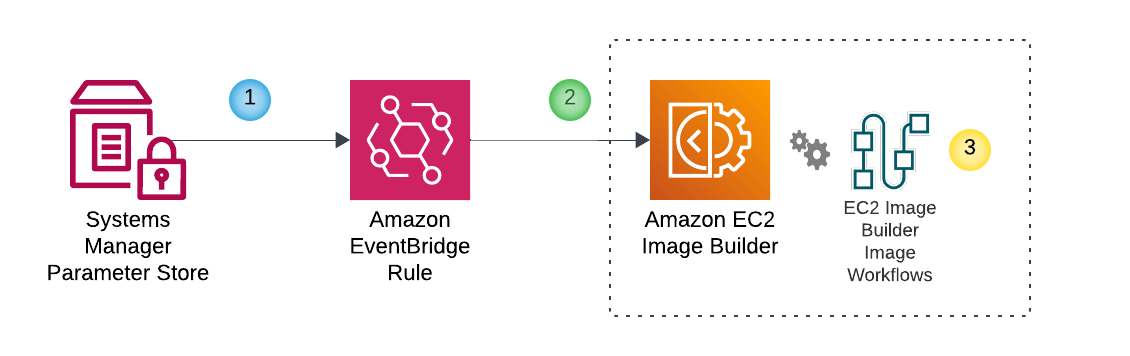 1
2
3
Systems
Manager
Parameter Store
Amazon
EventBridge
Rule
Amazon EC2
Image Builder
EC2 Image
Builder
Image
Workflows